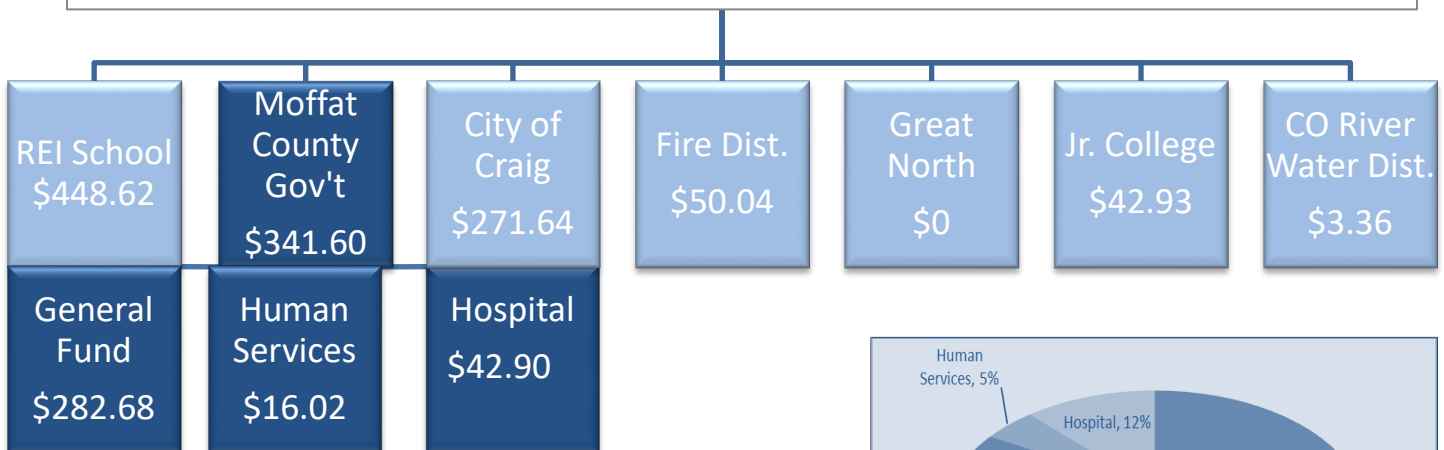 REI School
$448.62
Moffat
County
Gov't
$341.60
City of
Craig
$271.64
Fire Dist.
$50.04
Great
North
$0
Jr. College
$42.93
CO River
Water Dist.
$3.36
General
Fund
$282.68
Human
Services
$16.02
Hospital
$42.90
Human
Services, 5%
Hospital, 12%